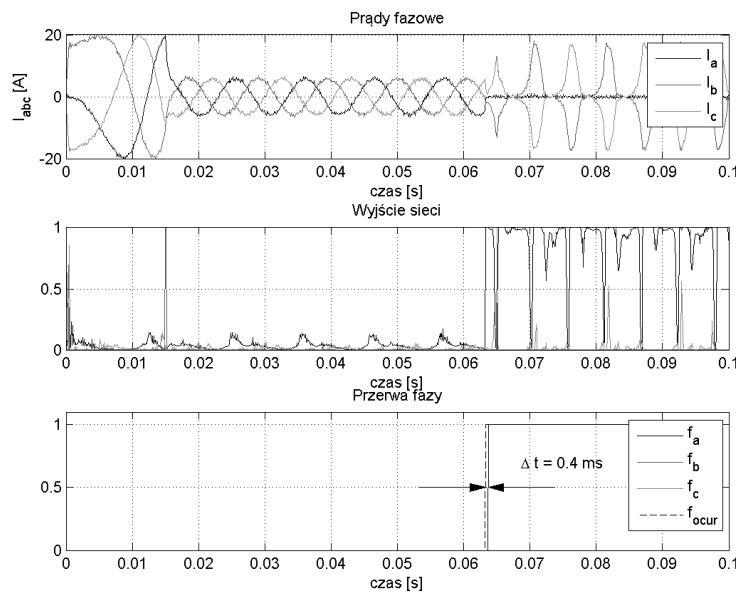 Prądy fazowe
I_abc [A]
20
0
-20
I_a
I_b
I_c
0 0.01 0.02 0.03 0.04 0.05 0.06 0.07 0.08 0.09 0.1
czas [s]
Wyjście sieci
1
0.5
0
0 0.01 0.02 0.03 0.04 0.05 0.06 0.07 0.08 0.09 0.1
czas [s]
Przerwa fazy
1
0.5
0
Δ t = 0.4 ms
f_a
f_b
f_c
f_ocur
0 0.01 0.02 0.03 0.04 0.05 0.06 0.07 0.08 0.09 0.1
czas [s]